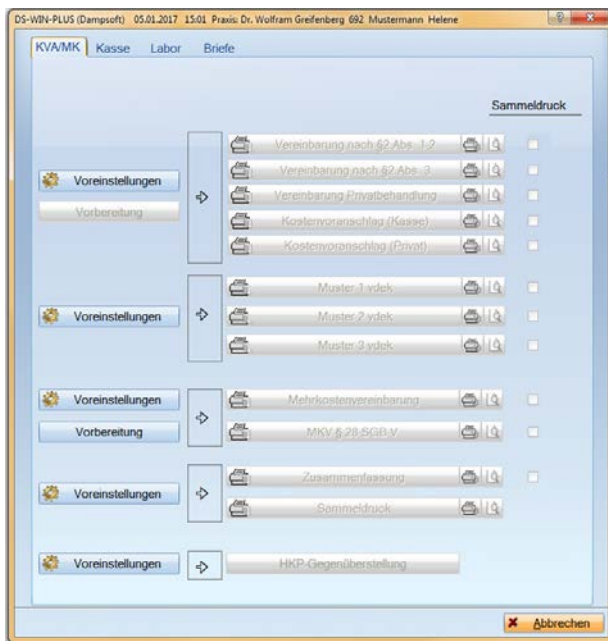 DS-WIN-PLUS (Dampsoft) 05.01.2017 15:01 Praxis: Dr. Wolfram Greifenberg 692 Mustermann Helene
KVA/MK Kasse Labor Briefe
Sammeldruck
Vereinbarung nach §2 Abs. 1,2
Voreinstellungen
Vereinbarung nach §2 Abs. 3
Vereinbarung Privatbehandlung
Vorbereitung
Kostenvoranschlag (Kasse)
Kostenvoranschlag (Privat)
Muster 1 vdek
Voreinstellungen
Muster 2 vdek
Muster 3 vdek
Voreinstellungen
Mehrkostenvereinbarung
Vorbereitung
MKV § 28 SGB V
Zusammenfassung
Voreinstellungen
Sammeldruck
Voreinstellungen
HKP-Gegenüberstellung
Abbrechen